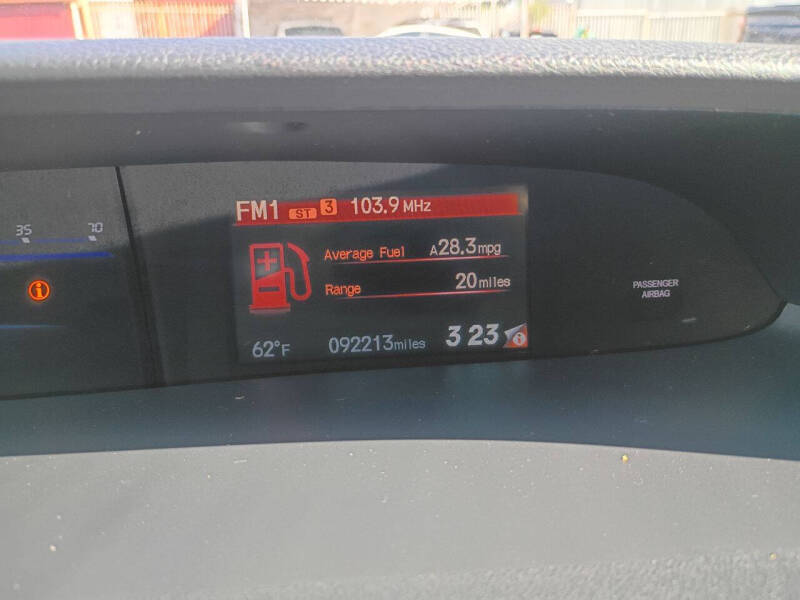 FM1 ST 3 103.9 MHz
35 70
Average Fuel A28.3mpg
Range 20miles
PASSENGER
AIRBAG
62°F 092213miles 3 23